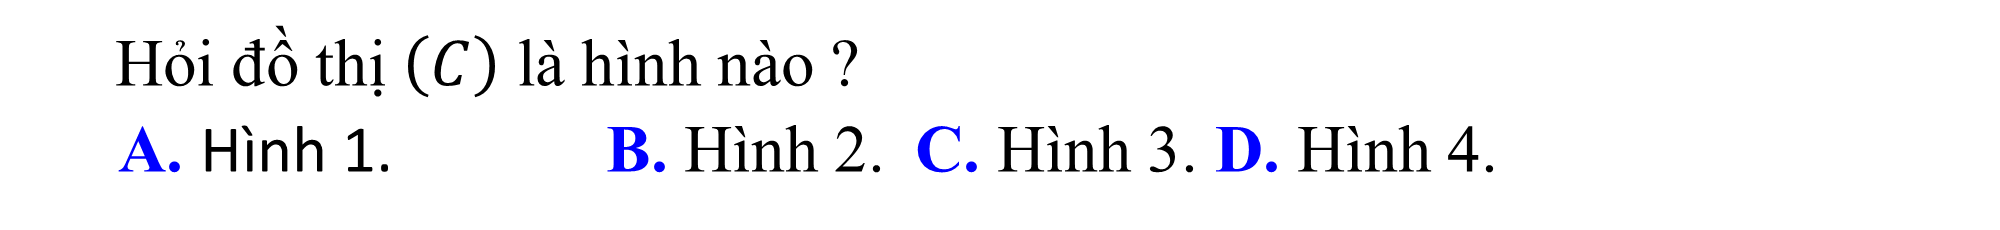 Hỏi đồ thị (C) là hình nào ?
A. Hình 1. B. Hình 2. C. Hình 3. D. Hình 4.